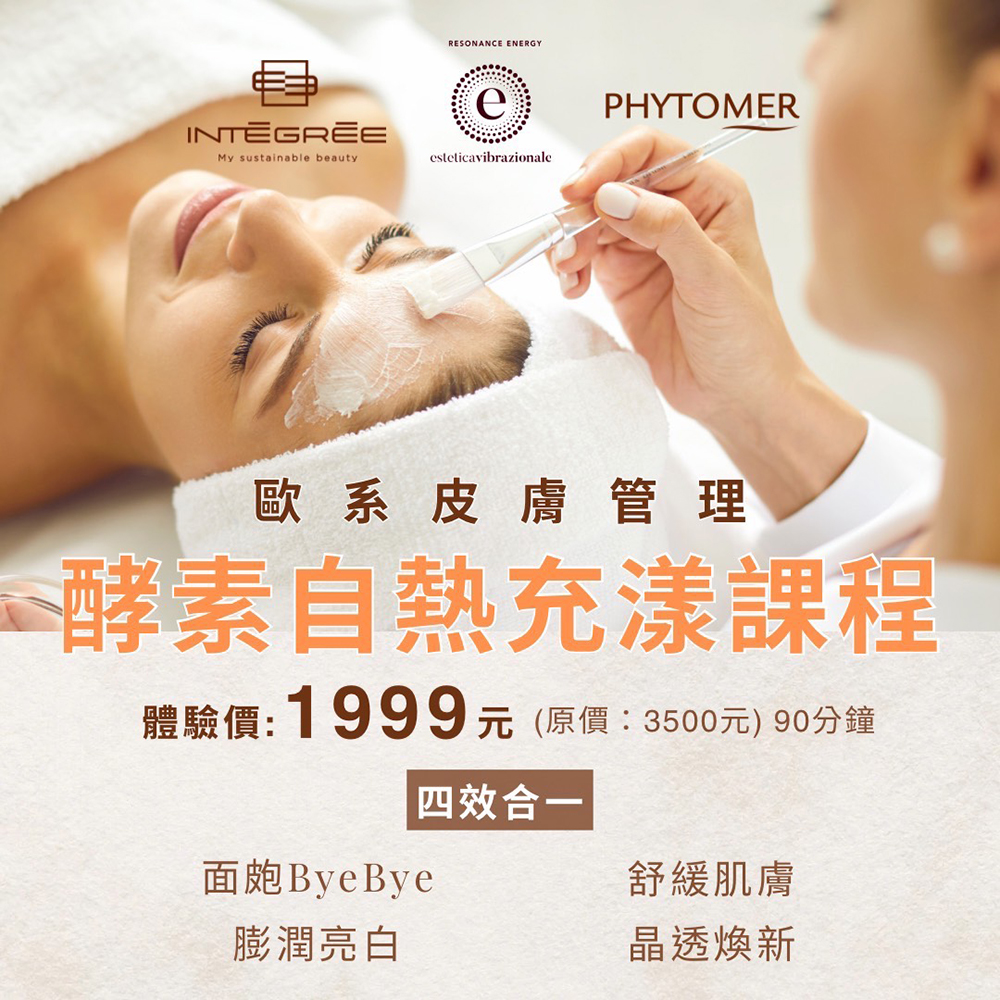 RESONANCE ENERGY
INTĒGRĒE
My sustainable beauty
e
esteticavibrazionale
PHYTOMER
歐系皮膚管理
酵素自熱充漾課程
體驗價:1999元 (原價：3500元) 90分鐘
四效合一
面皰ByeBye
舒緩肌膚
膨潤亮白
晶透煥新